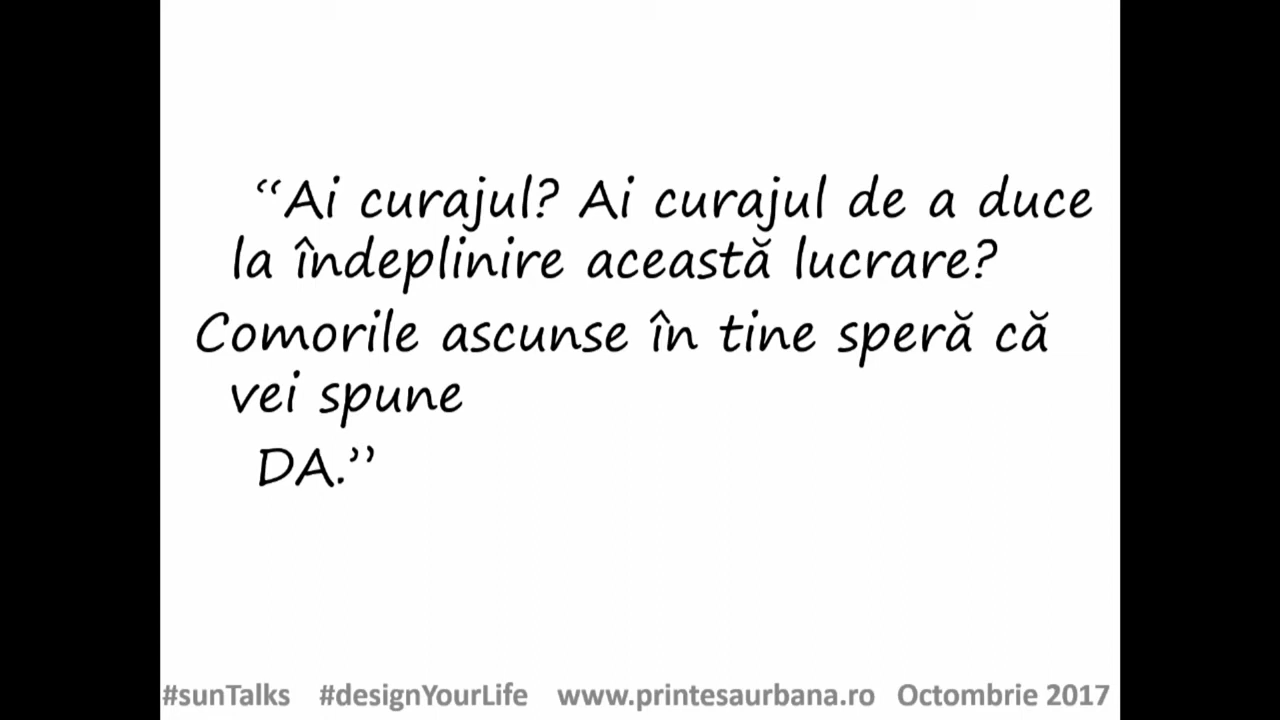 “Ai curajul? Ai curajul de a duce
la îndeplinire această lucrare?
Comorile ascunse în tine speră că
vei spune
DA.”
#sunTalks #designYourLife www.printesaurbana.ro Octombrie 2017